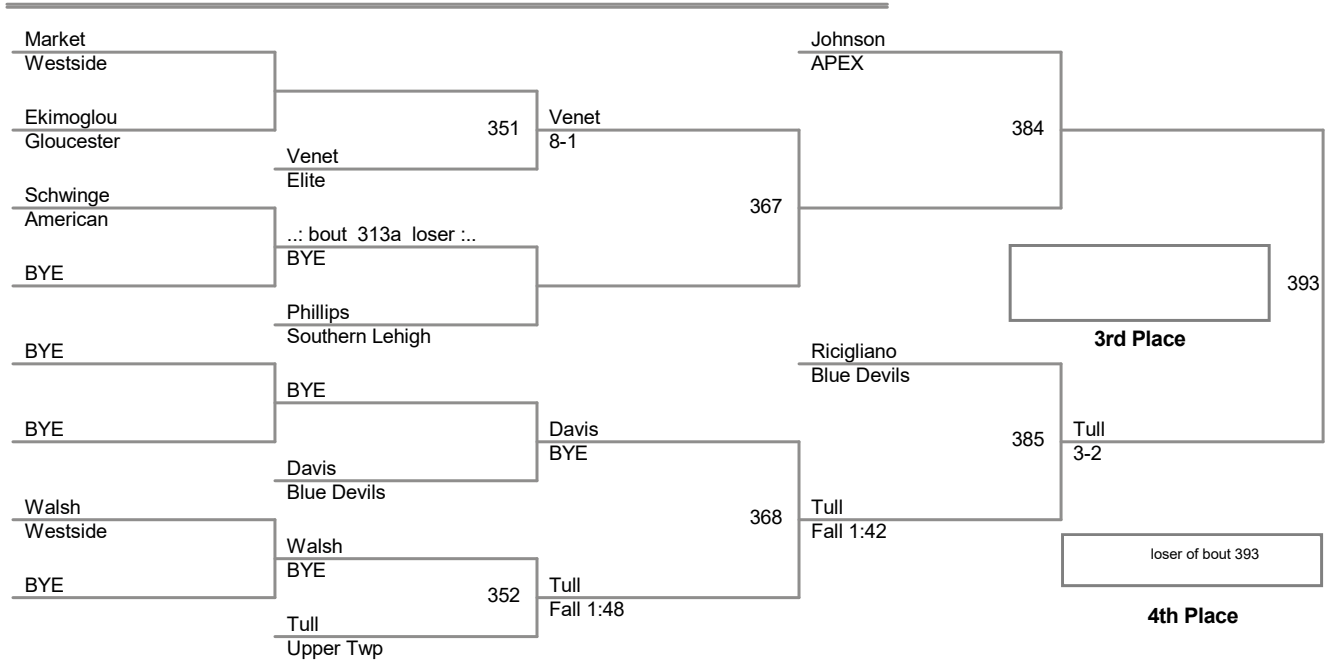 Market
Westside
Ekimoglou
Gloucester
Schwinge
American
BYE
BYE
BYE
Walsh
Westside
BYE
351
Venet
Elite
..: bout 313a loser :..
BYE
Phillips
Southern Lehigh
BYE
Davis
Blue Devils
Walsh
BYE
352
Tull
Upper Twp
Venet
8-1
367
Davis
BYE
368
Tull
Fall 1:48
Johnson
APEX
384
Ricigliano
Blue Devils
385
Tull
Fall 1:42
393
3rd Place
Tull
3-2
loser of bout 393
4th Place